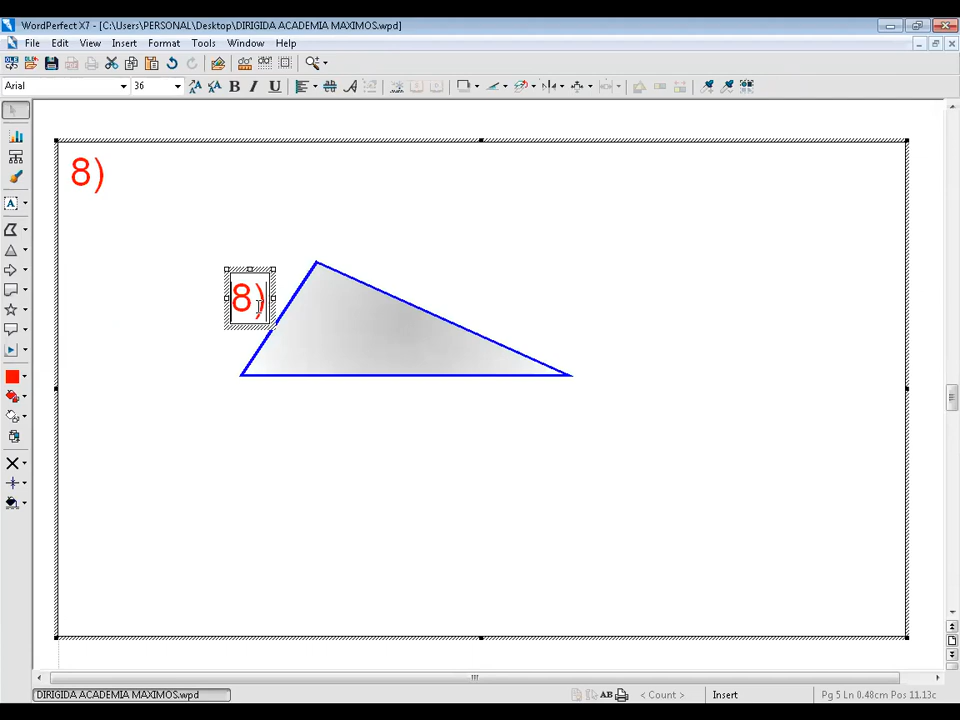 WordPerfect X7 - [C:\Users\PERSONAL\Desktop\DIRIGIDA ACADEMIA MAXIMOS.wpd]
File Edit View Insert Format Tools Window Help
Arial 36 B I U A
8)
8)
DIRIGIDA ACADEMIA MAXIMOS.wpd AB < Count > Insert Pg 5 Ln 0.48cm Pos 11.13c